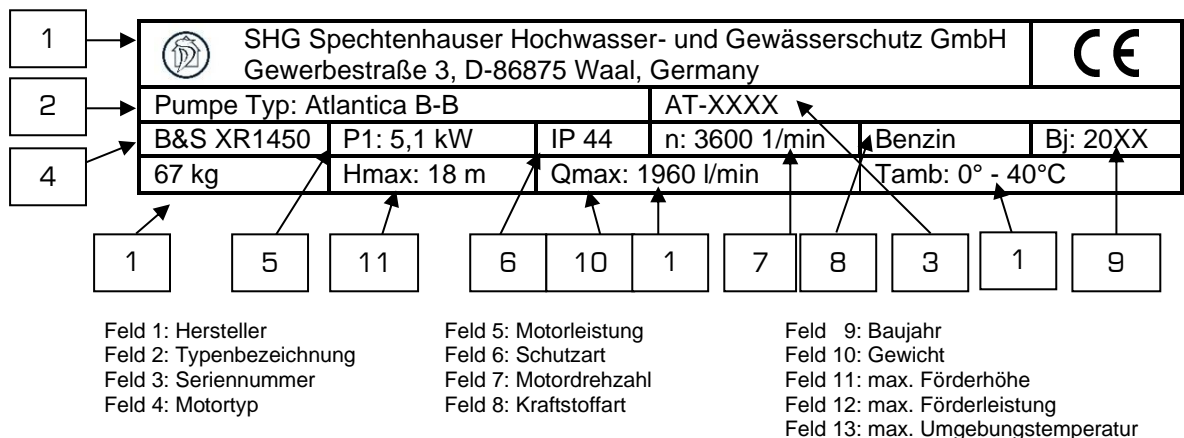 1
SHG Spechtenhauser Hochwasser- und Gewässerschutz GmbH
Gewerbestraße 3, D-86875 Waal, Germany
CE
2
Pumpe Typ: Atlantica B-B
AT-XXXX
4
B&S XR1450
P1: 5,1 kW
IP 44
n: 3600 1/min
Benzin
Bj: 20XX
67 kg
Hmax: 18 m
Qmax: 1960 l/min
Tamb: 0° - 40°C
1
5
11
6
10
1
7
8
3
1
9
Feld 1: Hersteller
Feld 2: Typenbezeichnung
Feld 3: Seriennummer
Feld 4: Motortyp
Feld 5: Motorleistung
Feld 6: Schutzart
Feld 7: Motordrehzahl
Feld 8: Kraftstoffart
Feld 9: Baujahr
Feld 10: Gewicht
Feld 11: max. Förderhöhe
Feld 12: max. Förderleistung
Feld 13: max. Umgebungstemperatur